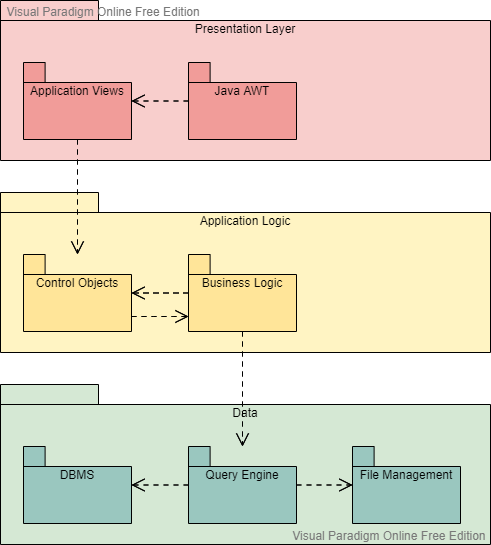 Visual Paradigm Online Free Edition
Presentation Layer
Application Views
Java AWT
Application Logic
Control Objects
Business Logic
Data
DBMS
Query Engine
File Management
Visual Paradigm Online Free Edition